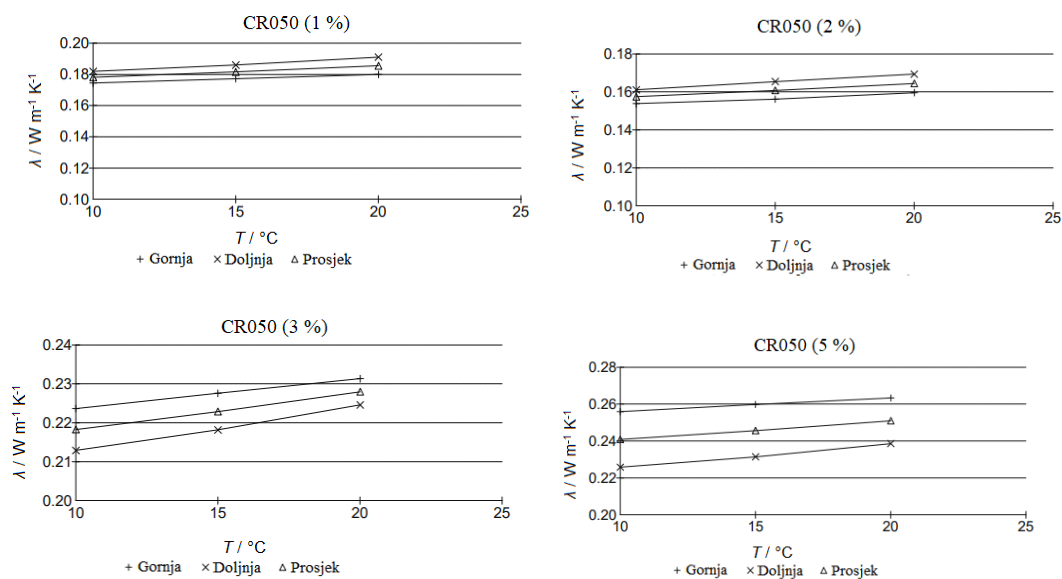 CR050 (1 %)
0.20
0.18
0.16
0.14
0.12
0.10
λ / W m⁻¹ K⁻¹
10 15 20 25
T / °C
+ Gornja × Doljnja △ Prosjek
CR050 (2 %)
0.18
0.16
0.14
0.12
0.10
λ / W m⁻¹ K⁻¹
10 15 20 25
T / °C
+ Gornja × Doljnja △ Prosjek
CR050 (3 %)
0.24
0.23
0.22
0.21
0.20
λ / W m⁻¹ K⁻¹
10 15 20 25
T / °C
+ Gornja × Doljnja △ Prosjek
CR050 (5 %)
0.28
0.26
0.24
0.22
0.20
λ / W m⁻¹ K⁻¹
10 15 20 25
T / °C
+ Gornja × Doljnja △ Prosjek